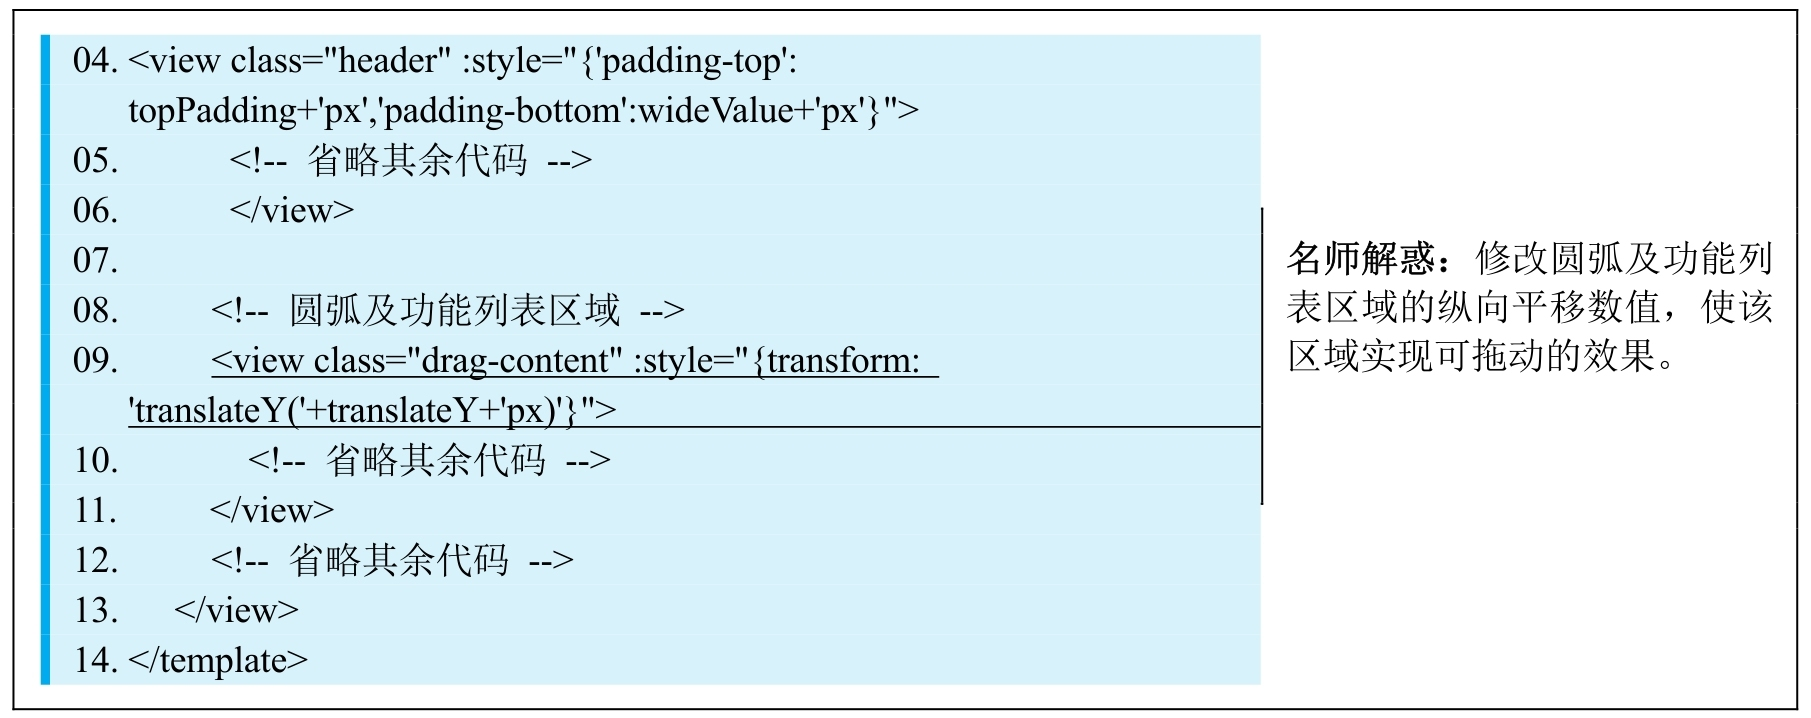 04. <view class="header" :style="{'padding-top':
topPadding+'px','padding-bottom':wideValue+'px'}">
05. <!-- 省略其余代码 -->
06. </view>
07.
08. <!-- 圆弧及功能列表区域 -->
09. <view class="drag-content" :style="{transform:
'translateY('+translateY+'px)'}">
10. <!-- 省略其余代码 -->
11. </view>
12. <!-- 省略其余代码 -->
13. </view>
14. </template>
名师解惑：修改圆弧及功能列
表区域的纵向平移数值，使该
区域实现可拖动的效果。